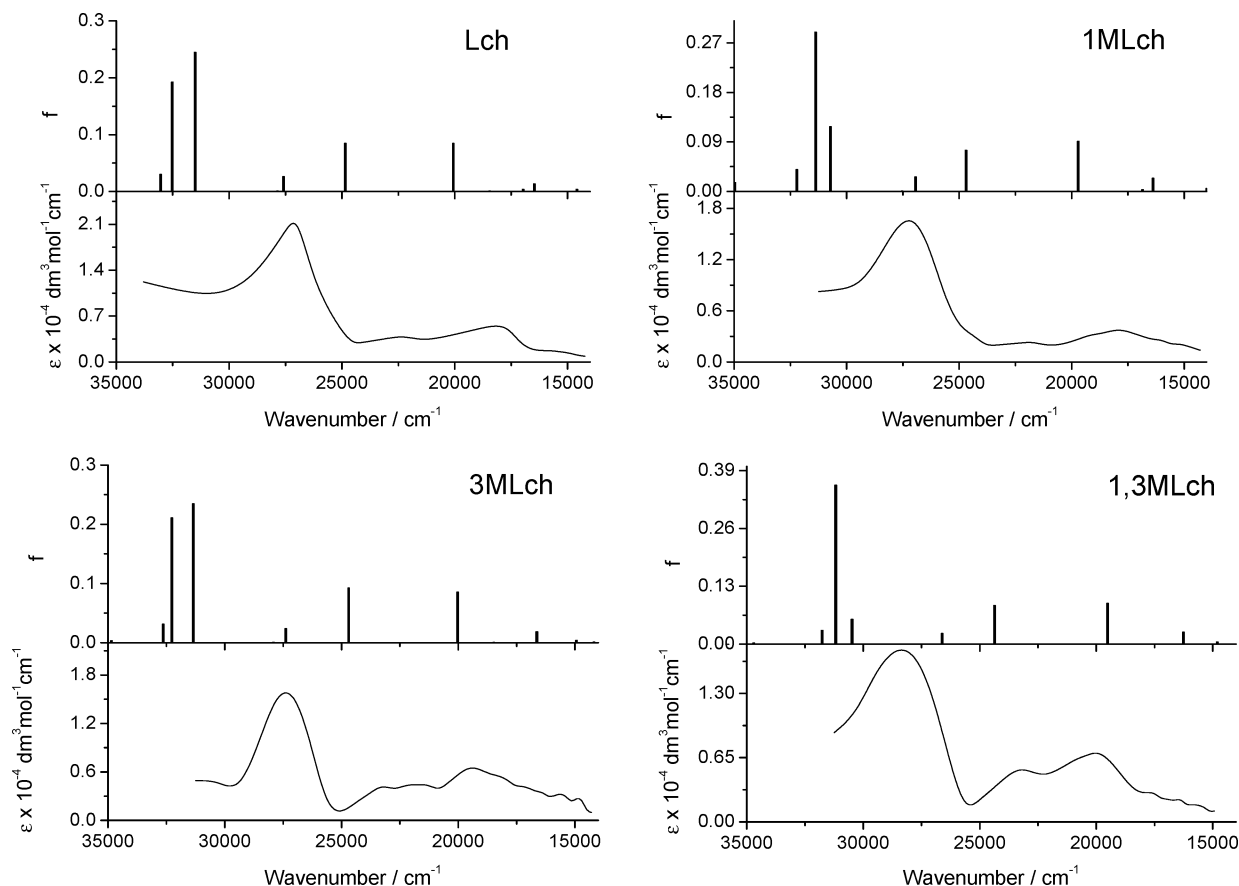 Lch
f
0.3
0.2
0.1
0.0
ε x 10⁻⁴ dm³mol⁻¹cm⁻¹
2.1
1.4
0.7
0.0
35000 30000 25000 20000 15000
Wavenumber / cm⁻¹
1MLch
f
0.27
0.18
0.09
0.00
ε x 10⁻⁴ dm³mol⁻¹cm⁻¹
1.8
1.2
0.6
0.0
35000 30000 25000 20000 15000
Wavenumber / cm⁻¹
3MLch
f
0.3
0.2
0.1
0.0
ε x 10⁻⁴ dm³mol⁻¹cm⁻¹
1.8
1.2
0.6
0.0
35000 30000 25000 20000 15000
Wavenumber / cm⁻¹
1,3MLch
f
0.39
0.26
0.13
0.00
ε x 10⁻⁴ dm³mol⁻¹cm⁻¹
1.30
0.65
0.00
35000 30000 25000 20000 15000
Wavenumber / cm⁻¹